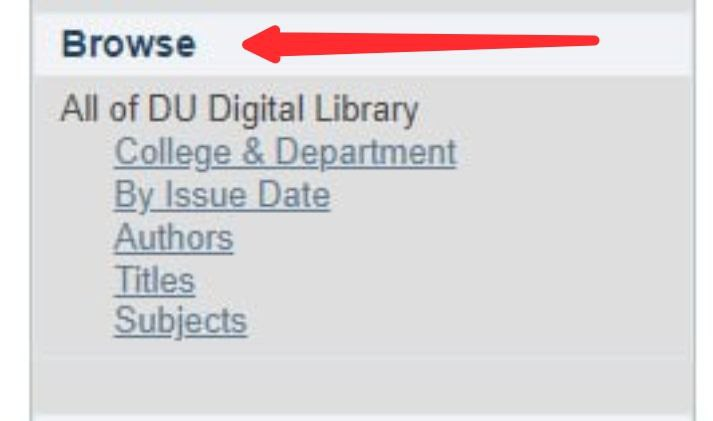 Browse
All of DU Digital Library
College & Department
By Issue Date
Authors
Titles
Subjects